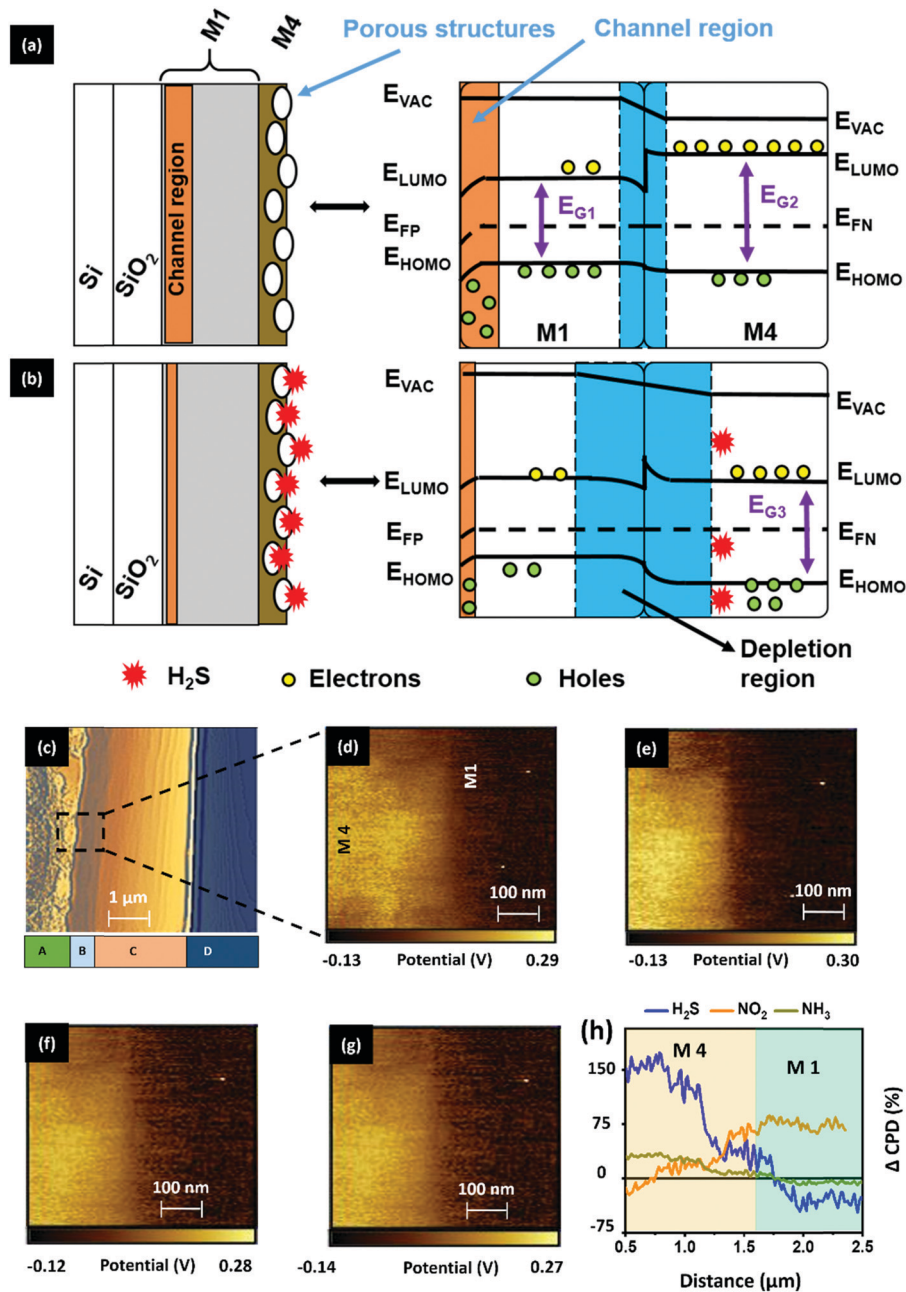 (a)
M1
M4
Porous structures
Channel region
Si
SiO2
Channel region
EVAC
ELUMO
EFP
EHOMO
EG1
EG2
M1
M4
EVAC
ELUMO
EFN
EHOMO
(b)
Si
SiO2
EVAC
ELUMO
EFP
EHOMO
EG3
EVAC
ELUMO
EFN
EHOMO
Depletion
region
H2S
Electrons
Holes
(c)
1 μm
A B C D
(d)
M 4
M1
100 nm
-0.13 Potential (V) 0.29
(e)
100 nm
-0.13 Potential (V) 0.30
(f)
100 nm
-0.12 Potential (V) 0.28
(g)
100 nm
-0.14 Potential (V) 0.27
(h)
H2S NO2 NH3
M 4
M 1
150
75
0
-75
0.5 1.0 1.5 2.0 2.5
Distance (μm)
Δ CPD (%)